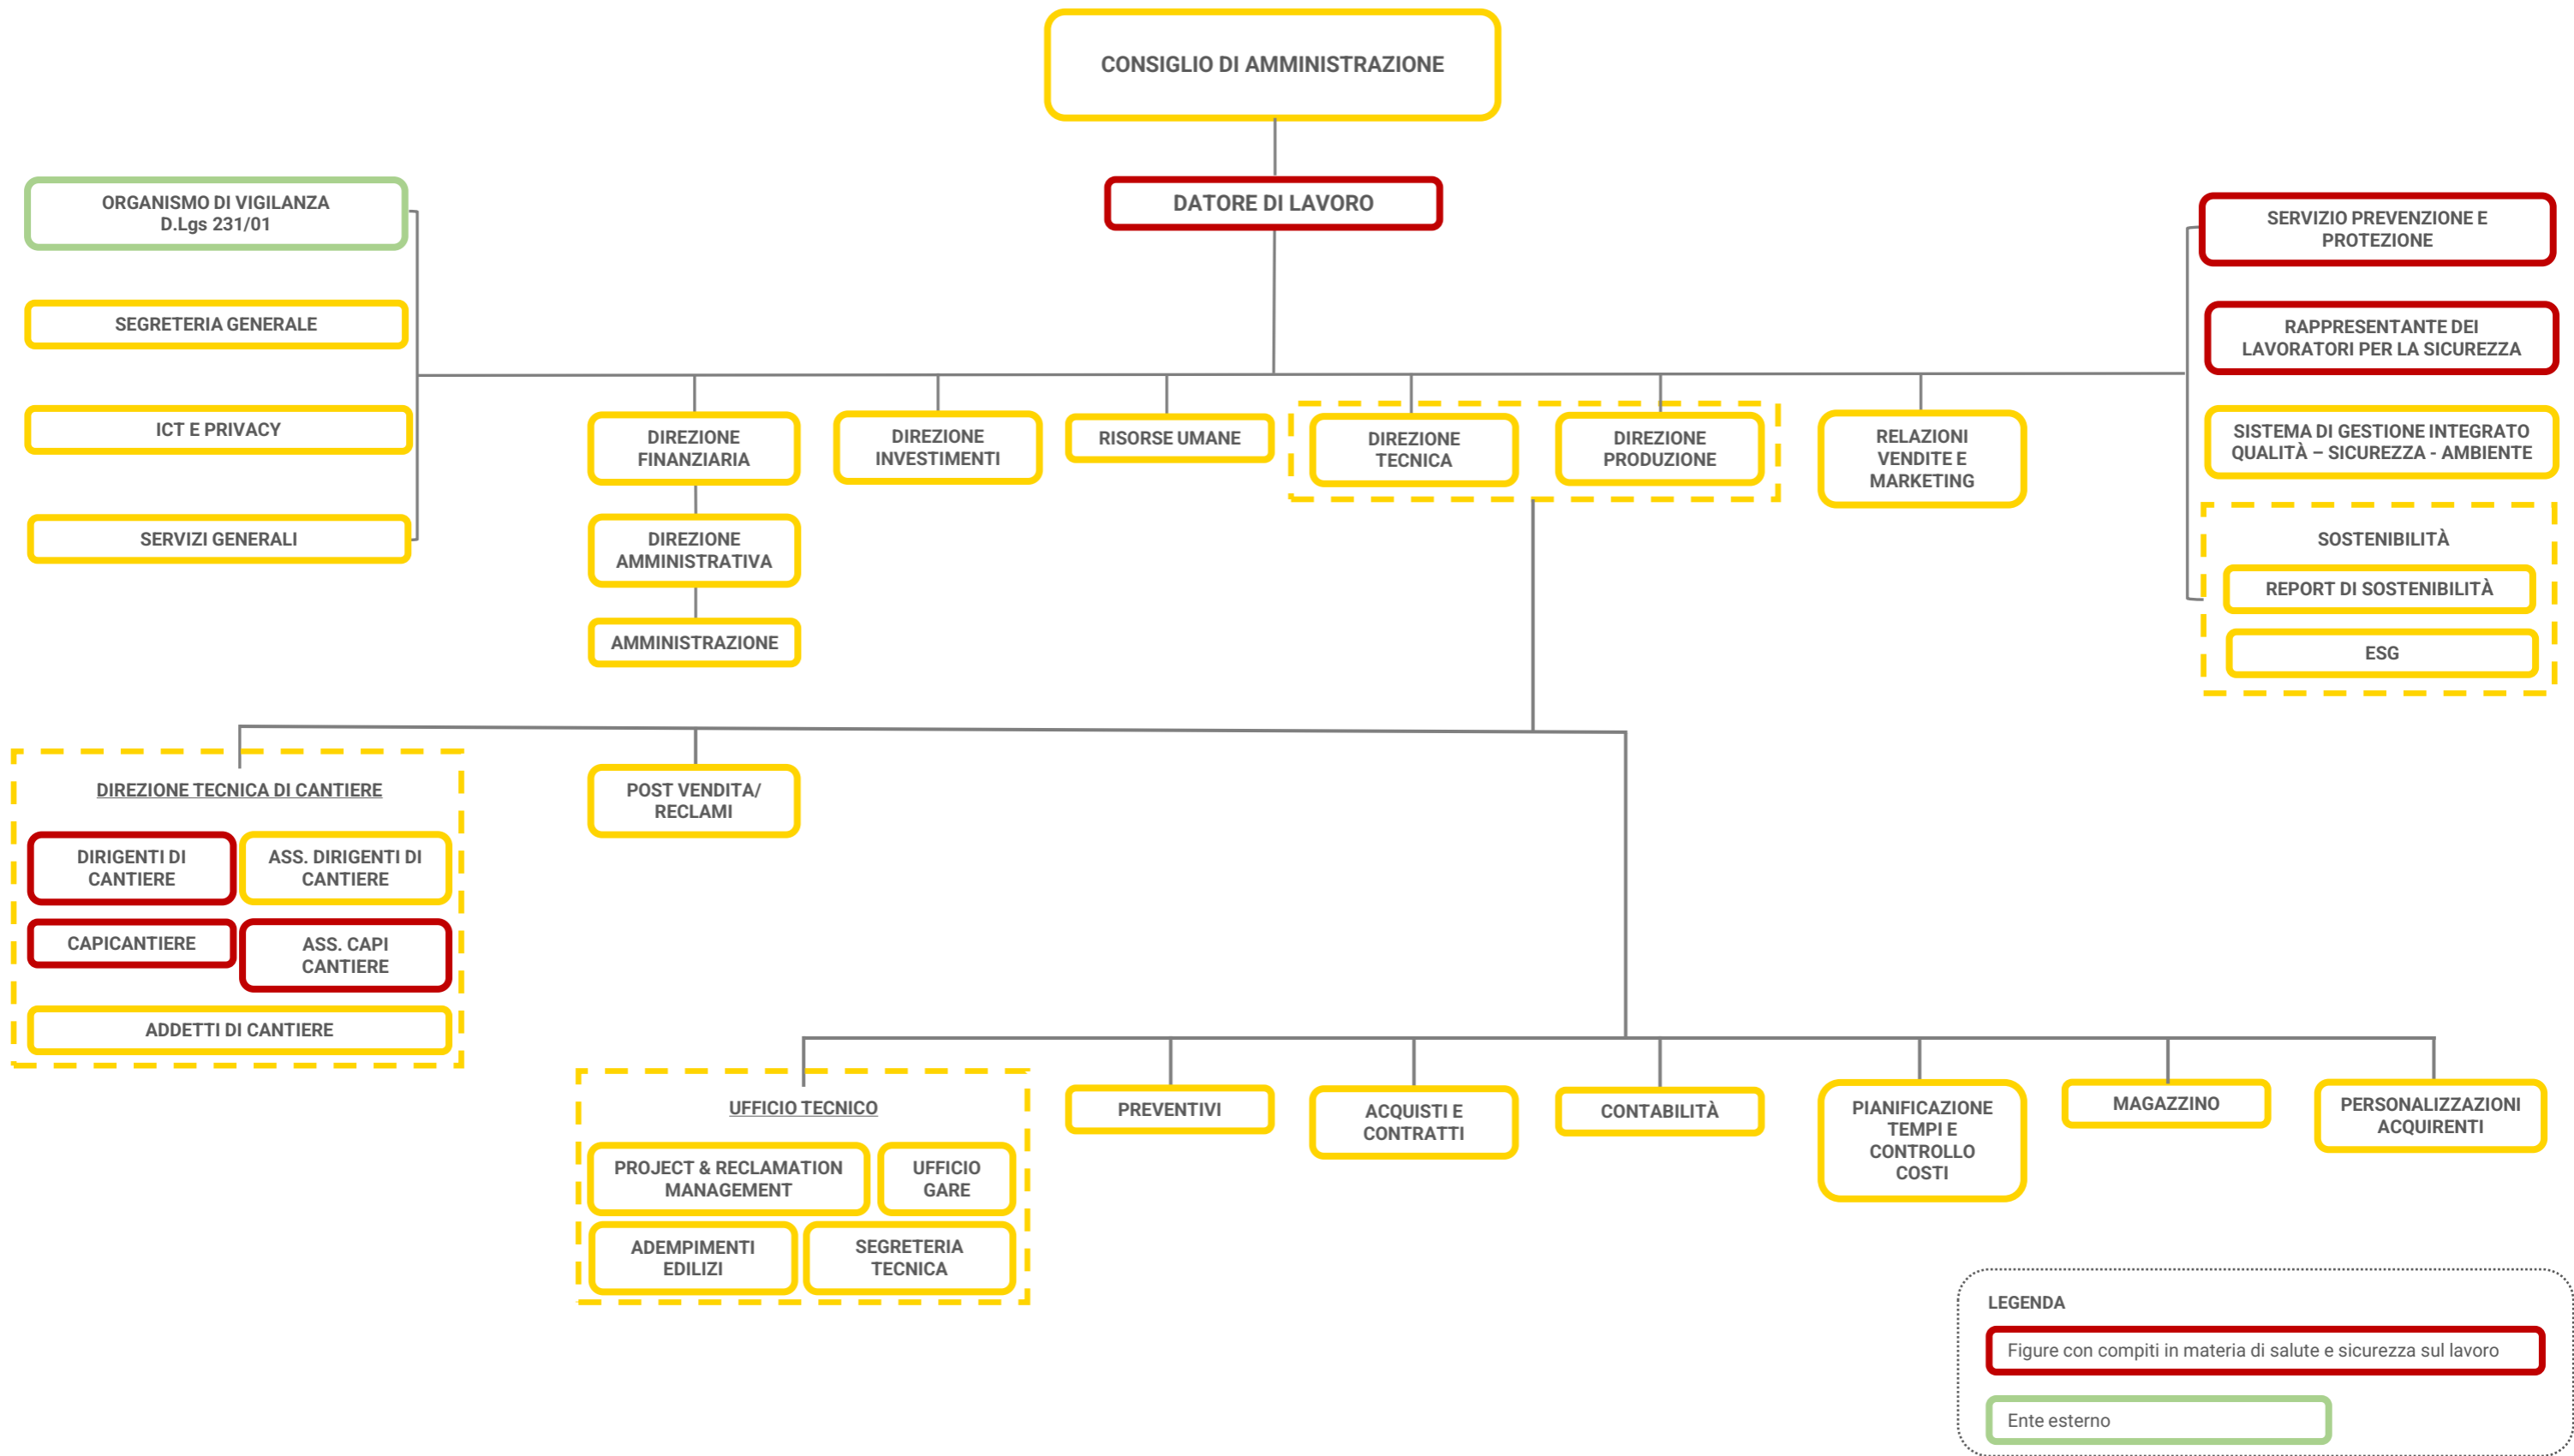 CONSIGLIO DI AMMINISTRAZIONE
DATORE DI LAVORO
ORGANISMO DI VIGILANZA
D.Lgs 231/01
SEGRETERIA GENERALE
ICT E PRIVACY
SERVIZI GENERALI
SERVIZIO PREVENZIONE E
PROTEZIONE
RAPPRESENTANTE DEI
LAVORATORI PER LA SICUREZZA
SISTEMA DI GESTIONE INTEGRATO
QUALITÀ – SICUREZZA - AMBIENTE
SOSTENIBILITÀ
REPORT DI SOSTENIBILITÀ
ESG
DIREZIONE
FINANZIARIA
DIREZIONE
INVESTIMENTI
RISORSE UMANE
DIREZIONE
TECNICA
DIREZIONE
PRODUZIONE
RELAZIONI
VENDITE E
MARKETING
DIREZIONE
AMMINISTRATIVA
AMMINISTRAZIONE
DIREZIONE TECNICA DI CANTIERE
DIRIGENTI DI
CANTIERE
ASS. DIRIGENTI DI
CANTIERE
CAPICANTIERE
ASS. CAPI
CANTIERE
ADDETTI DI CANTIERE
POST VENDITA/
RECLAMI
UFFICIO TECNICO
PROJECT & RECLAMATION
MANAGEMENT
UFFICIO
GARE
ADEMPIMENTI
EDILIZI
SEGRETERIA
TECNICA
PREVENTIVI
ACQUISTI E
CONTRATTI
CONTABILITÀ
PIANIFICAZIONE
TEMPI E
CONTROLLO
COSTI
MAGAZZINO
PERSONALIZZAZIONI
ACQUIRENTI
LEGENDA
Figure con compiti in materia di salute e sicurezza sul lavoro
Ente esterno